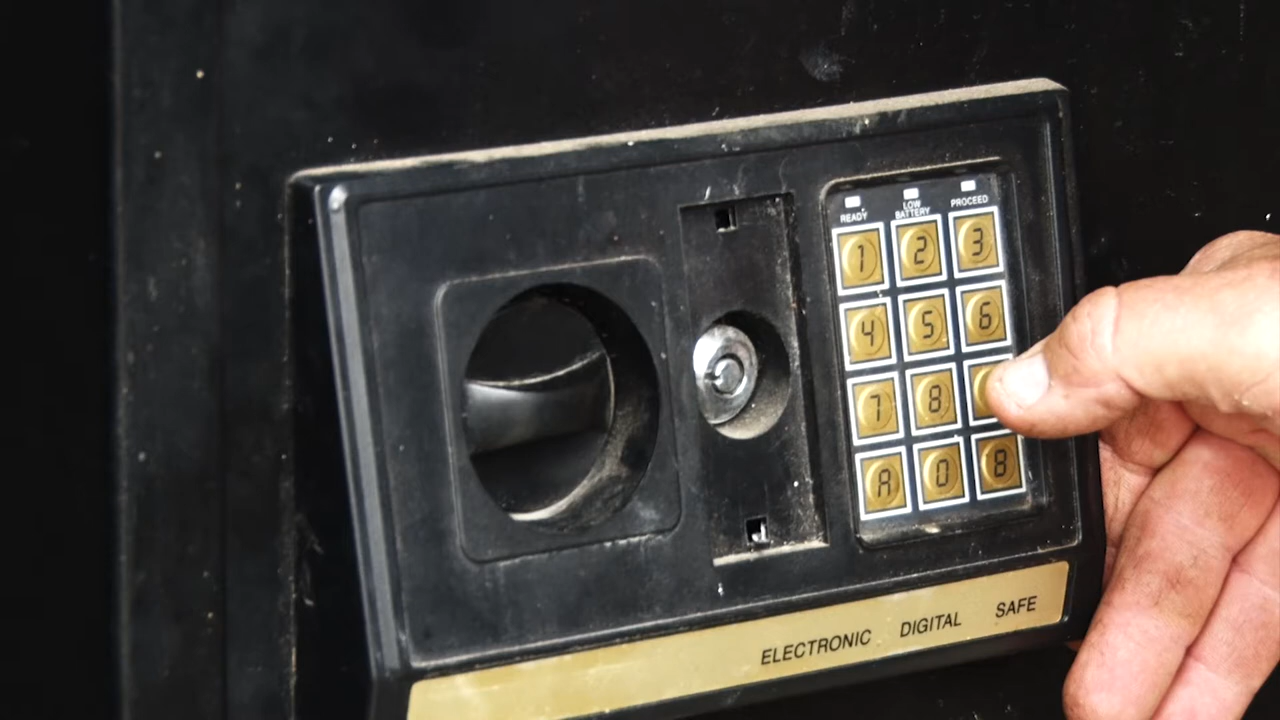 READY LOW BATTERY PROCEED
1 2 3
4 5 6
7 8
A 0 B
ELECTRONIC DIGITAL SAFE